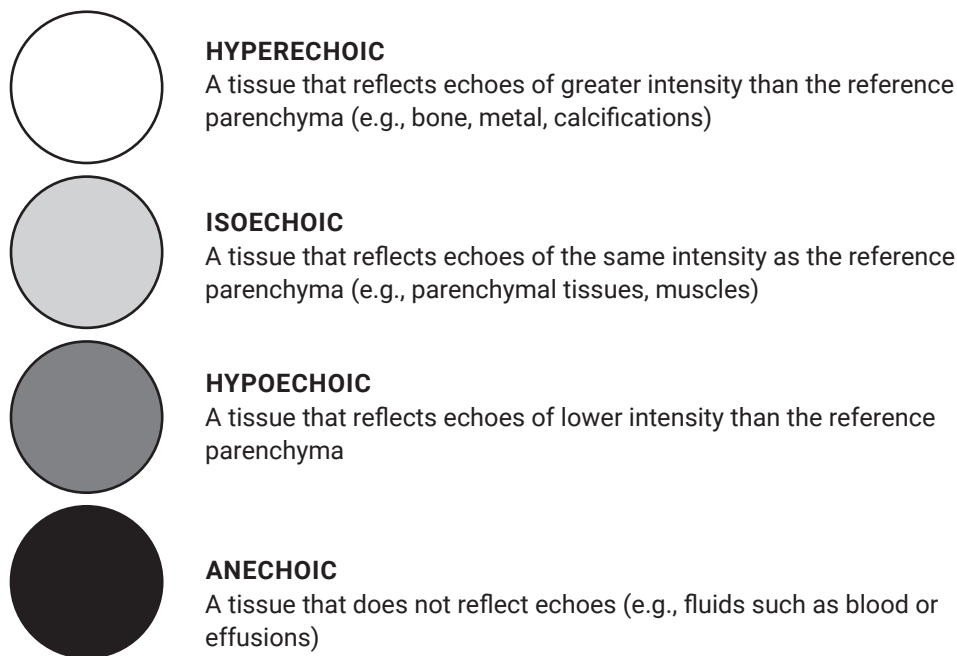 HYPERECHOIC
A tissue that reflects echoes of greater intensity than the reference
parenchyma (e.g., bone, metal, calcifications)
ISOECHOIC
A tissue that reflects echoes of the same intensity as the reference
parenchyma (e.g., parenchymal tissues, muscles)
HYPOECHOIC
A tissue that reflects echoes of lower intensity than the reference
parenchyma
ANECHOIC
A tissue that does not reflect echoes (e.g., fluids such as blood or
effusions)